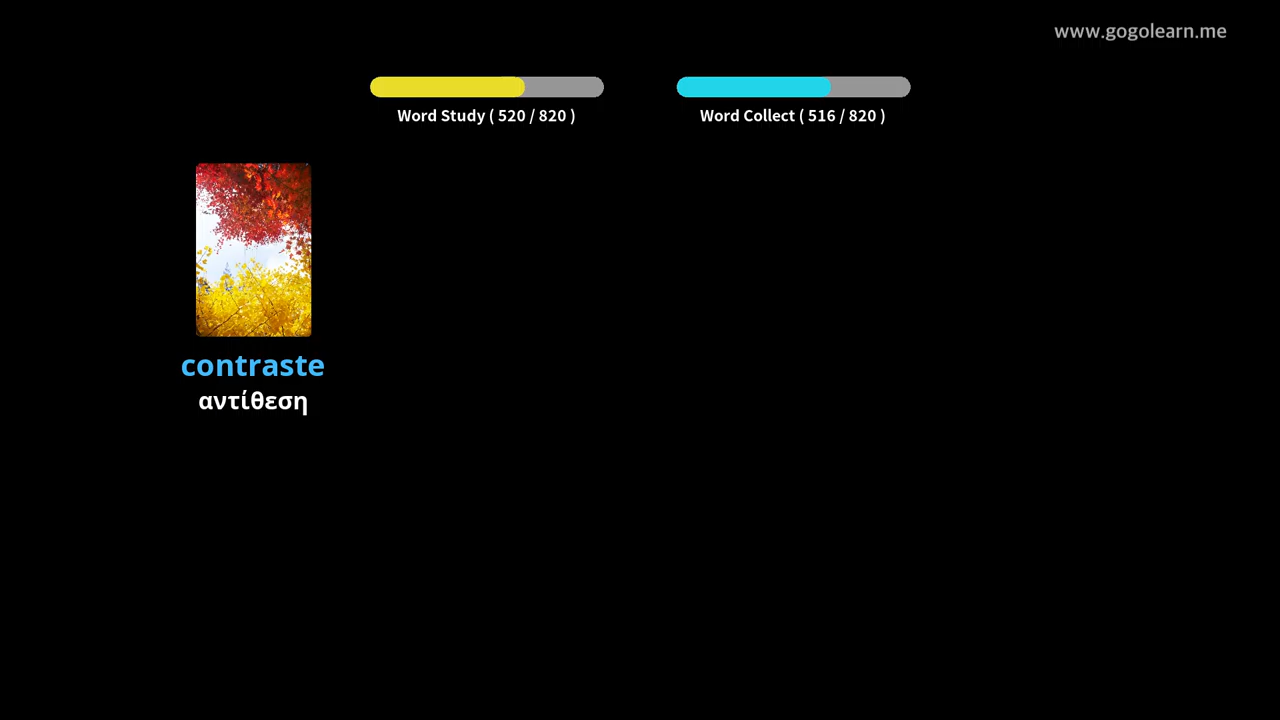 www.gogolearn.me
Word Study ( 520 / 820 )
Word Collect ( 516 / 820 )
contraste
αντίθεση